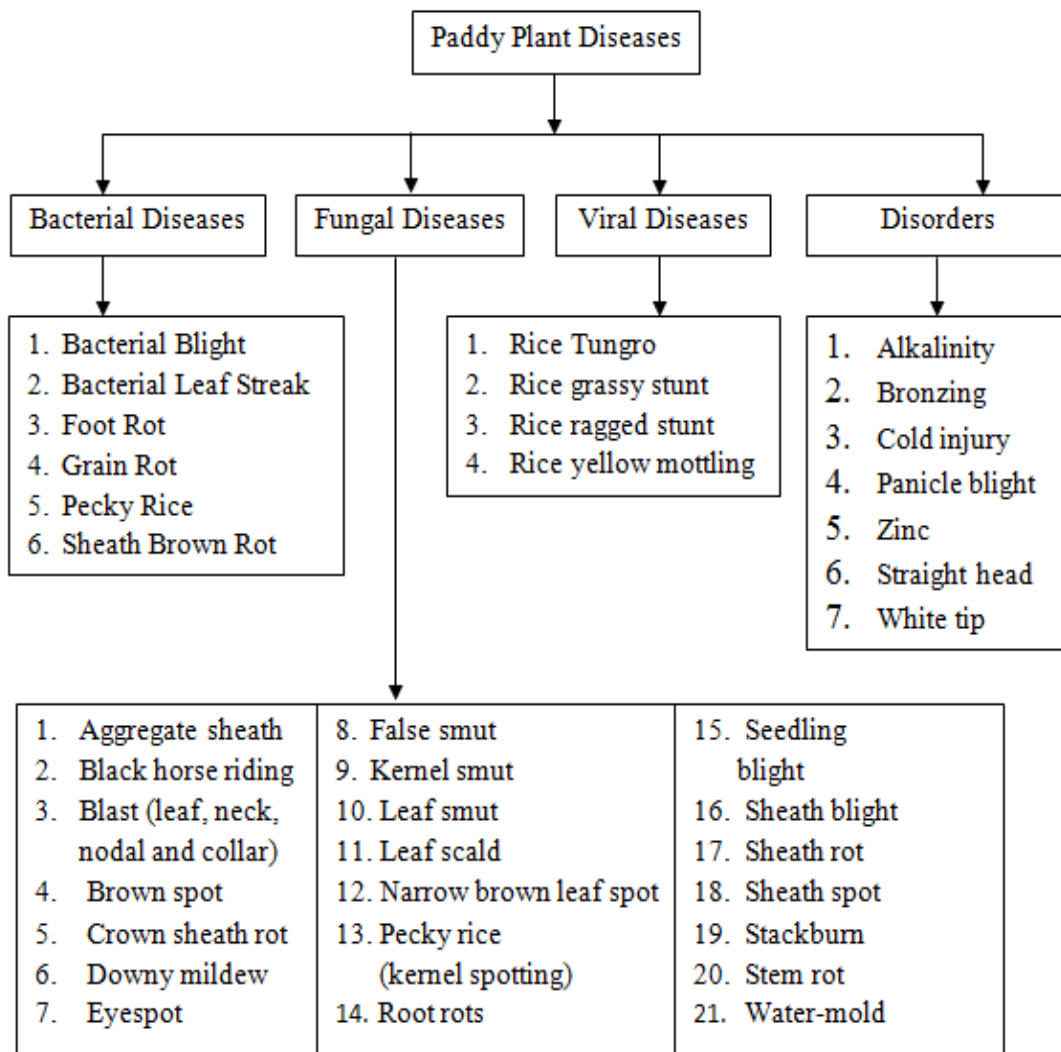 Paddy Plant Diseases
Bacterial Diseases
Fungal Diseases
Viral Diseases
Disorders
1. Bacterial Blight
2. Bacterial Leaf Streak
3. Foot Rot
4. Grain Rot
5. Pecky Rice
6. Sheath Brown Rot
1. Rice Tungro
2. Rice grassy stunt
3. Rice ragged stunt
4. Rice yellow mottling
1. Alkalinity
2. Bronzing
3. Cold injury
4. Panicle blight
5. Zinc
6. Straight head
7. White tip
1. Aggregate sheath
2. Black horse riding
3. Blast (leaf, neck,
nodal and collar)
4. Brown spot
5. Crown sheath rot
6. Downy mildew
7. Eyespot
8. False smut
9. Kernel smut
10. Leaf smut
11. Leaf scald
12. Narrow brown leaf spot
13. Pecky rice
(kernel spotting)
14. Root rots
15. Seedling
blight
16. Sheath blight
17. Sheath rot
18. Sheath spot
19. Stackburn
20. Stem rot
21. Water-mold